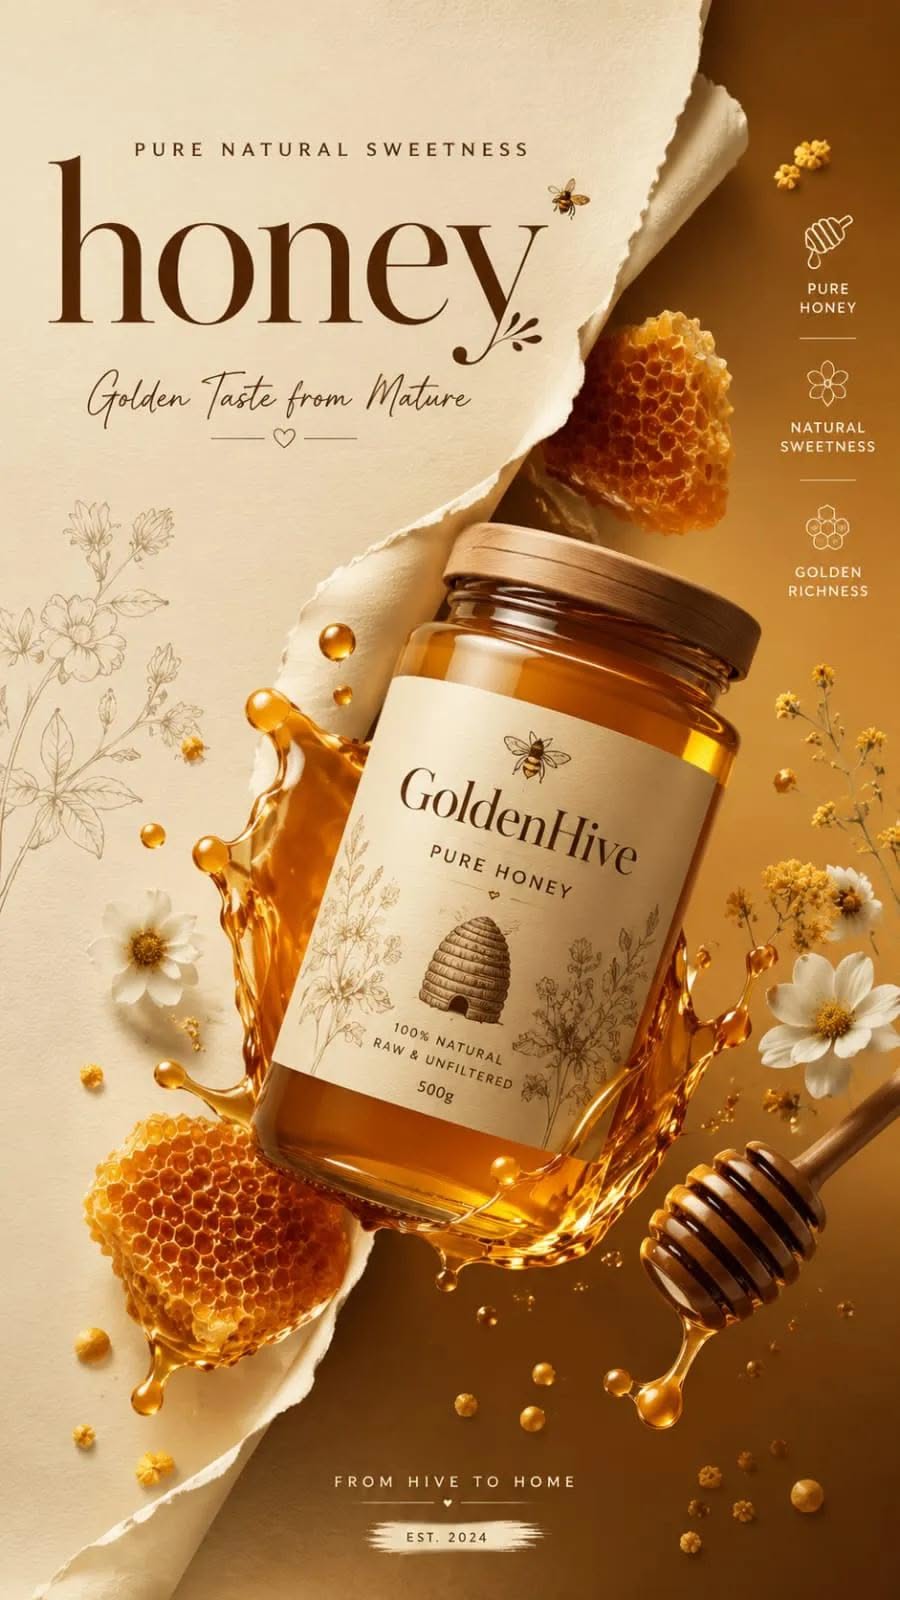 PURE NATURAL SWEETNESS
honey
Golden Taste from Mature
PURE
HONEY
NATURAL
SWEETNESS
GOLDEN
RICHNESS
GoldenHive
PURE HONEY
100% NATURAL
RAW & UNFILTERED
500g
FROM HIVE TO HOME
EST. 2024